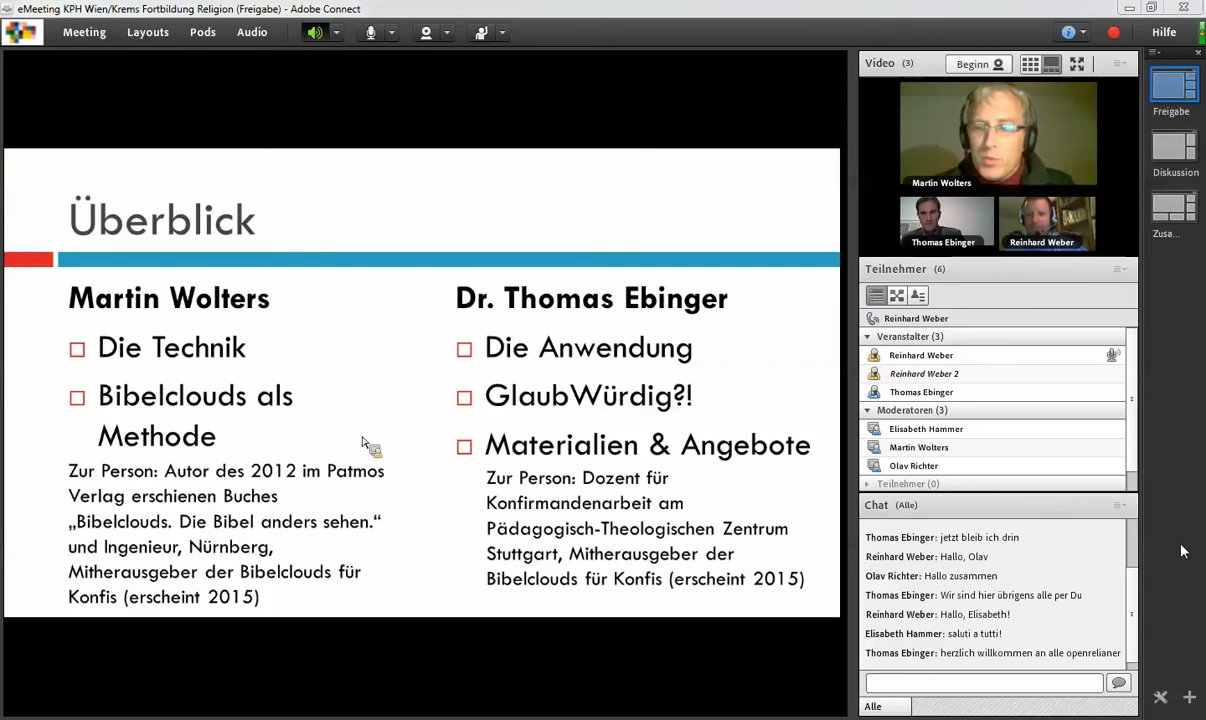 eMeeting KPH Wien/Krems Fortbildung Religion (Freigabe) - Adobe Connect
Meeting Layouts Pods Audio Hilfe
Überblick
Martin Wolters
Die Technik
Bibelclouds als
Methode
Zur Person: Autor des 2012 im Patmos
Verlag erschienen Buches
„Bibelclouds. Die Bibel anders sehen.“
und Ingenieur, Nürnberg,
Mitherausgeber der Bibelclouds für
Konfis (erscheint 2015)
Dr. Thomas Ebinger
Die Anwendung
GlaubWürdig?!
Materialien & Angebote
Zur Person: Dozent für
Konfirmandenarbeit am
Pädagogisch-Theologischen Zentrum
Stuttgart, Mitherausgeber der
Bibelclouds für Konfis (erscheint 2015)
Video (3) Beginn
Martin Wolters
Thomas Ebinger Reinhard Weber
Teilnehmer (6)
Reinhard Weber
Veranstalter (3)
Reinhard Weber
Reinhard Weber 2
Thomas Ebinger
Moderatoren (3)
Elisabeth Hammer
Martin Wolters
Olav Richter
Teilnehmer (0)
Chat (Alle)
Thomas Ebinger: jetzt bleib ich drin
Reinhard Weber: Hallo, Olav
Olav Richter: Hallo zusammen
Thomas Ebinger: Wir sind hier übrigens alle per Du
Reinhard Weber: Hallo, Elisabeth!
Elisabeth Hammer: saluti a tutti!
Thomas Ebinger: herzlich willkommen an alle openrelianer
Alle
Freigabe
Diskussion
Zusa...